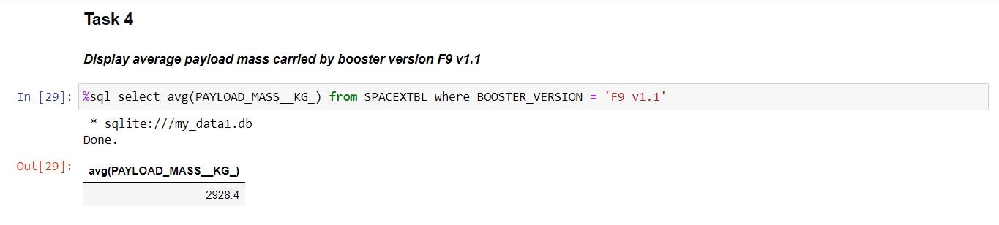 Task 4
Display average payload mass carried by booster version F9 v1.1
In [29]: %sql select avg(PAYLOAD_MASS__KG_) from SPACEXTBL where BOOSTER_VERSION = 'F9 v1.1'
* sqlite:///my_data1.db
Done.
Out[29]:
avg(PAYLOAD_MASS__KG_)
2928.4